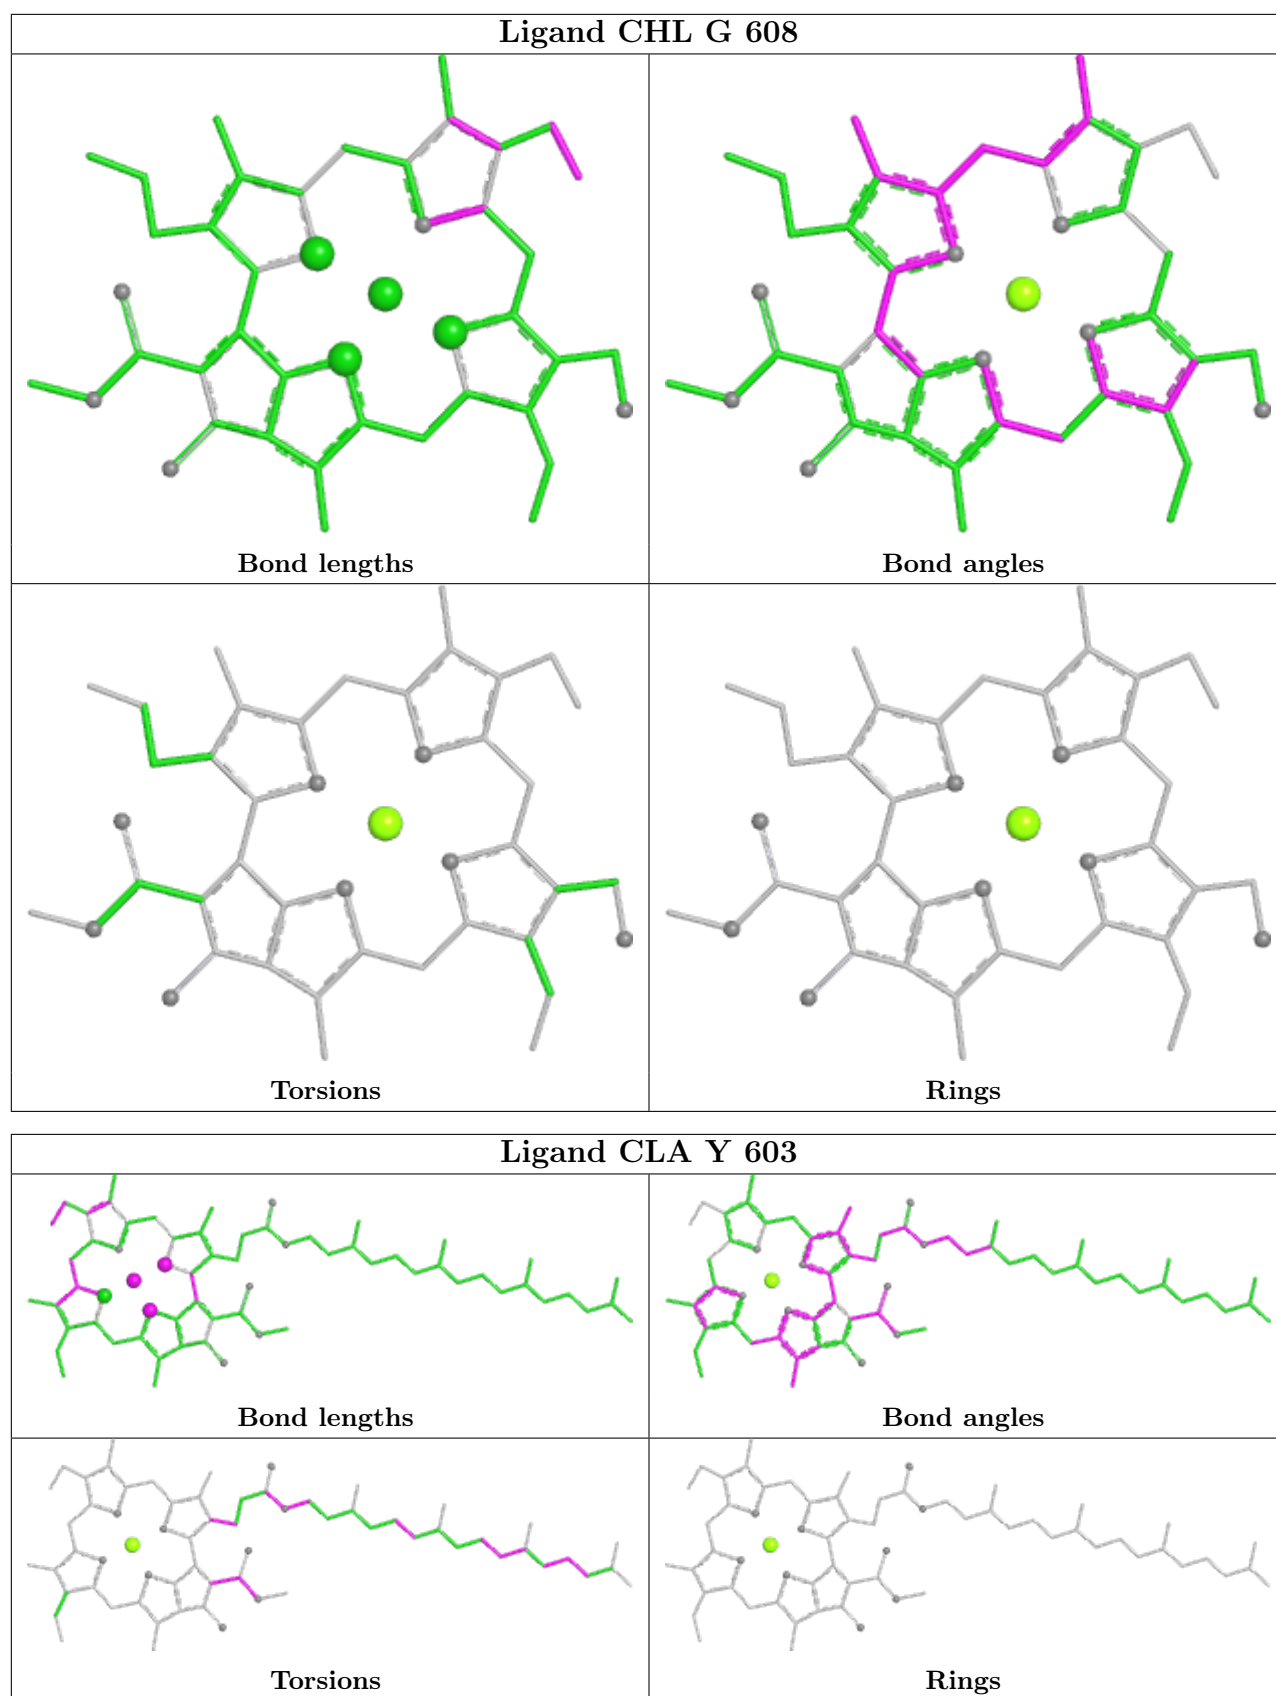 Ligand CHL G 608
Bond lengths
Bond angles
Torsions
Rings
Ligand CLA Y 603
Bond lengths
Bond angles
Torsions
Rings